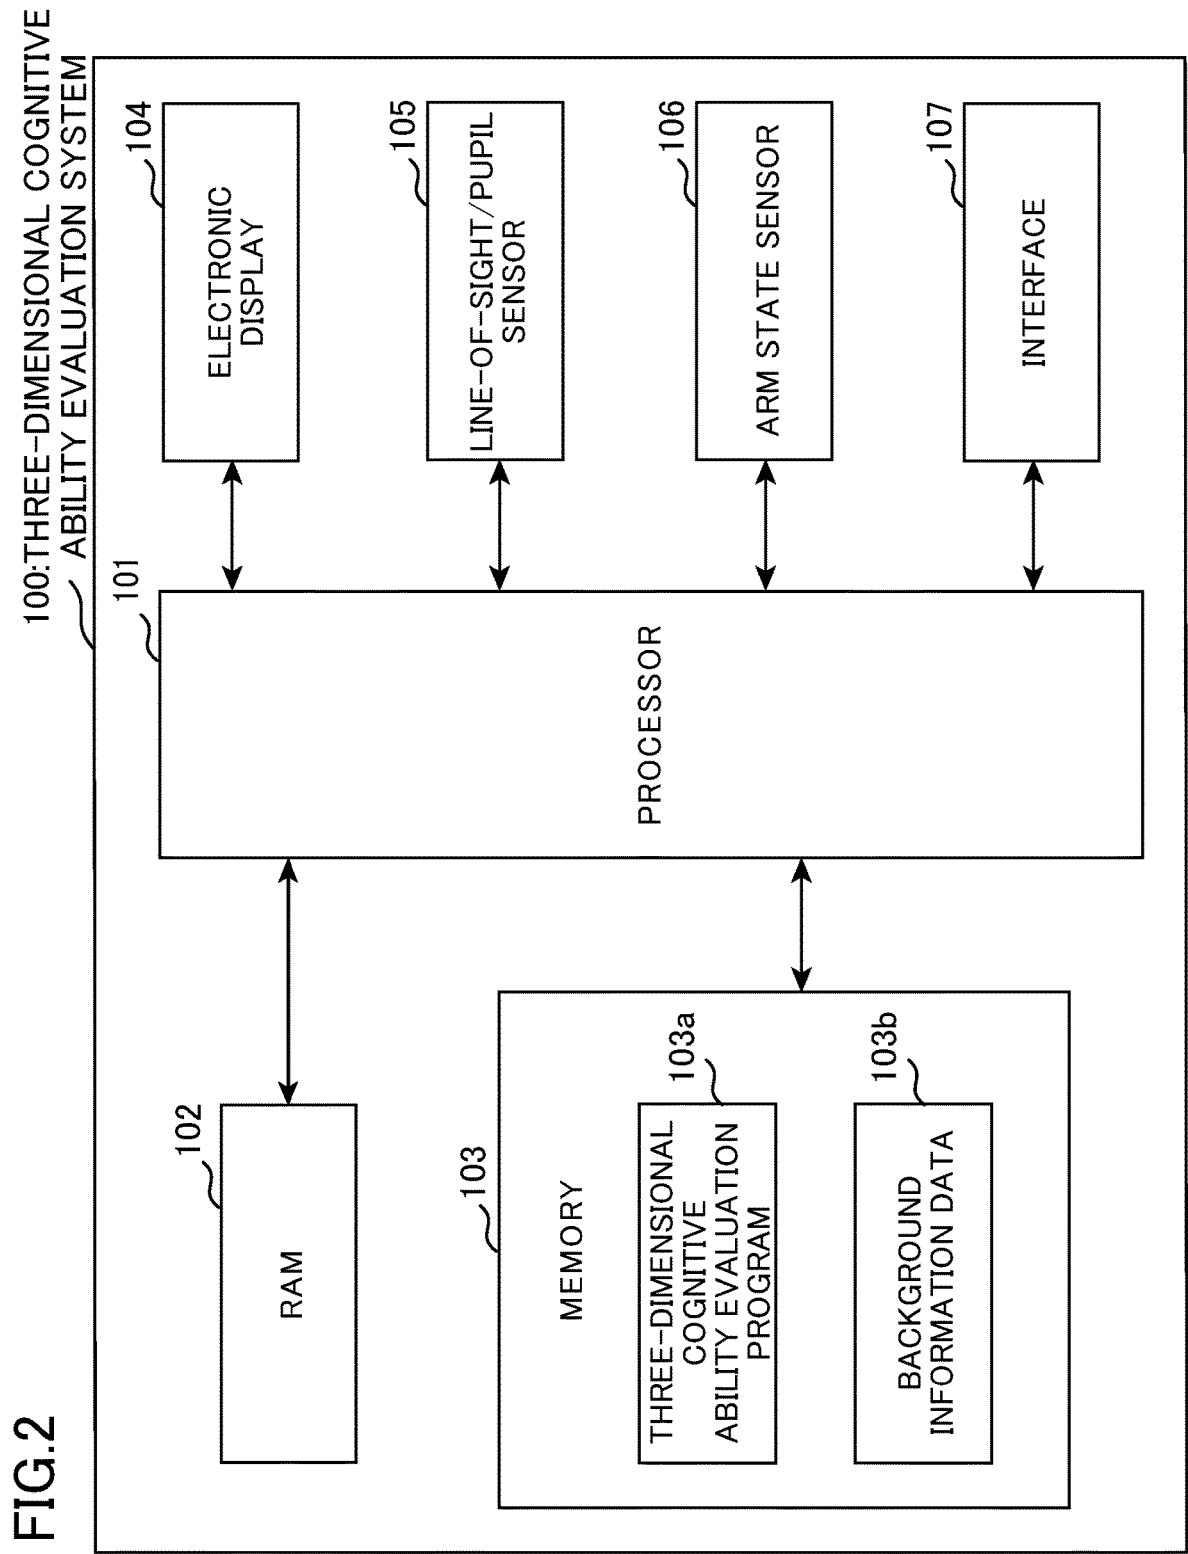 FIG.2
100:THREE-DIMENSIONAL COGNITIVE
ABILITY EVALUATION SYSTEM
102
RAM
103
MEMORY
103a
THREE-DIMENSIONAL
COGNITIVE
ABILITY EVALUATION
PROGRAM
103b
BACKGROUND
INFORMATION DATA
101
PROCESSOR
104
ELECTRONIC
DISPLAY
105
LINE-OF-SIGHT/PUPIL
SENSOR
106
ARM STATE SENSOR
107
INTERFACE